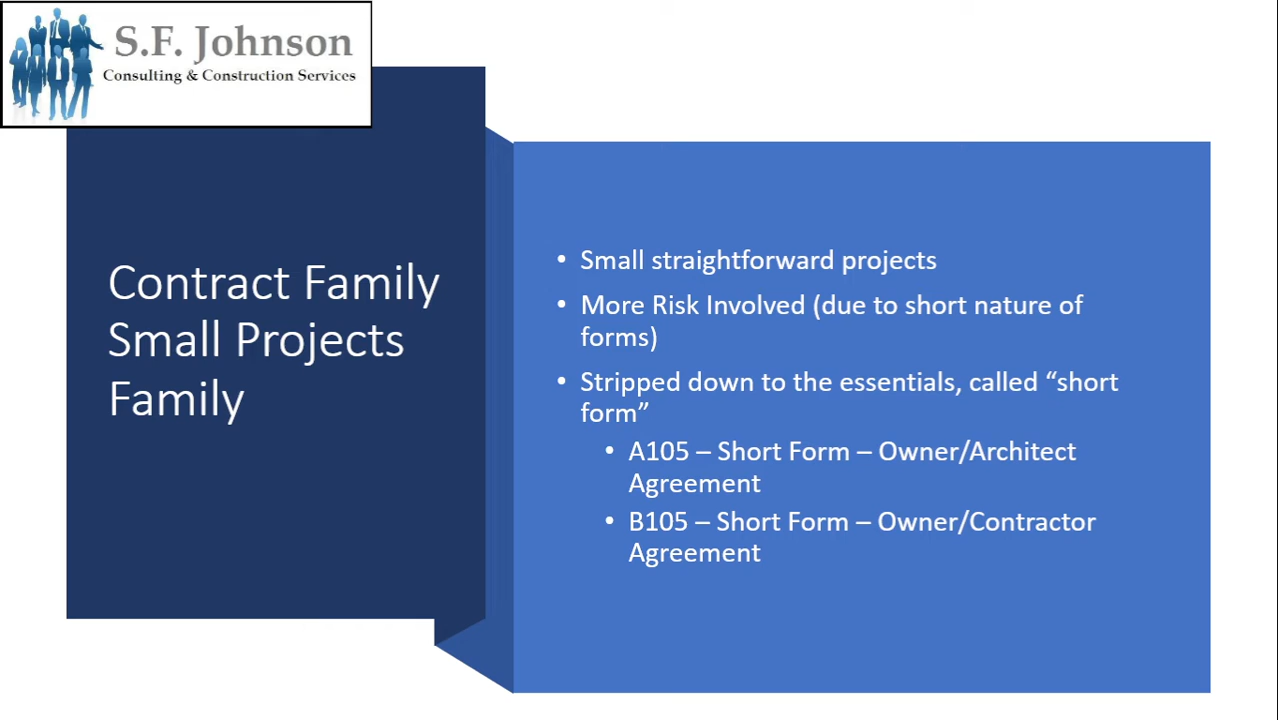 S.F. Johnson
Consulting & Construction Services
Contract Family
Small Projects
Family
• Small straightforward projects
• More Risk Involved (due to short nature of
forms)
• Stripped down to the essentials, called “short
form”
• A105 – Short Form – Owner/Architect
Agreement
• B105 – Short Form – Owner/Contractor
Agreement